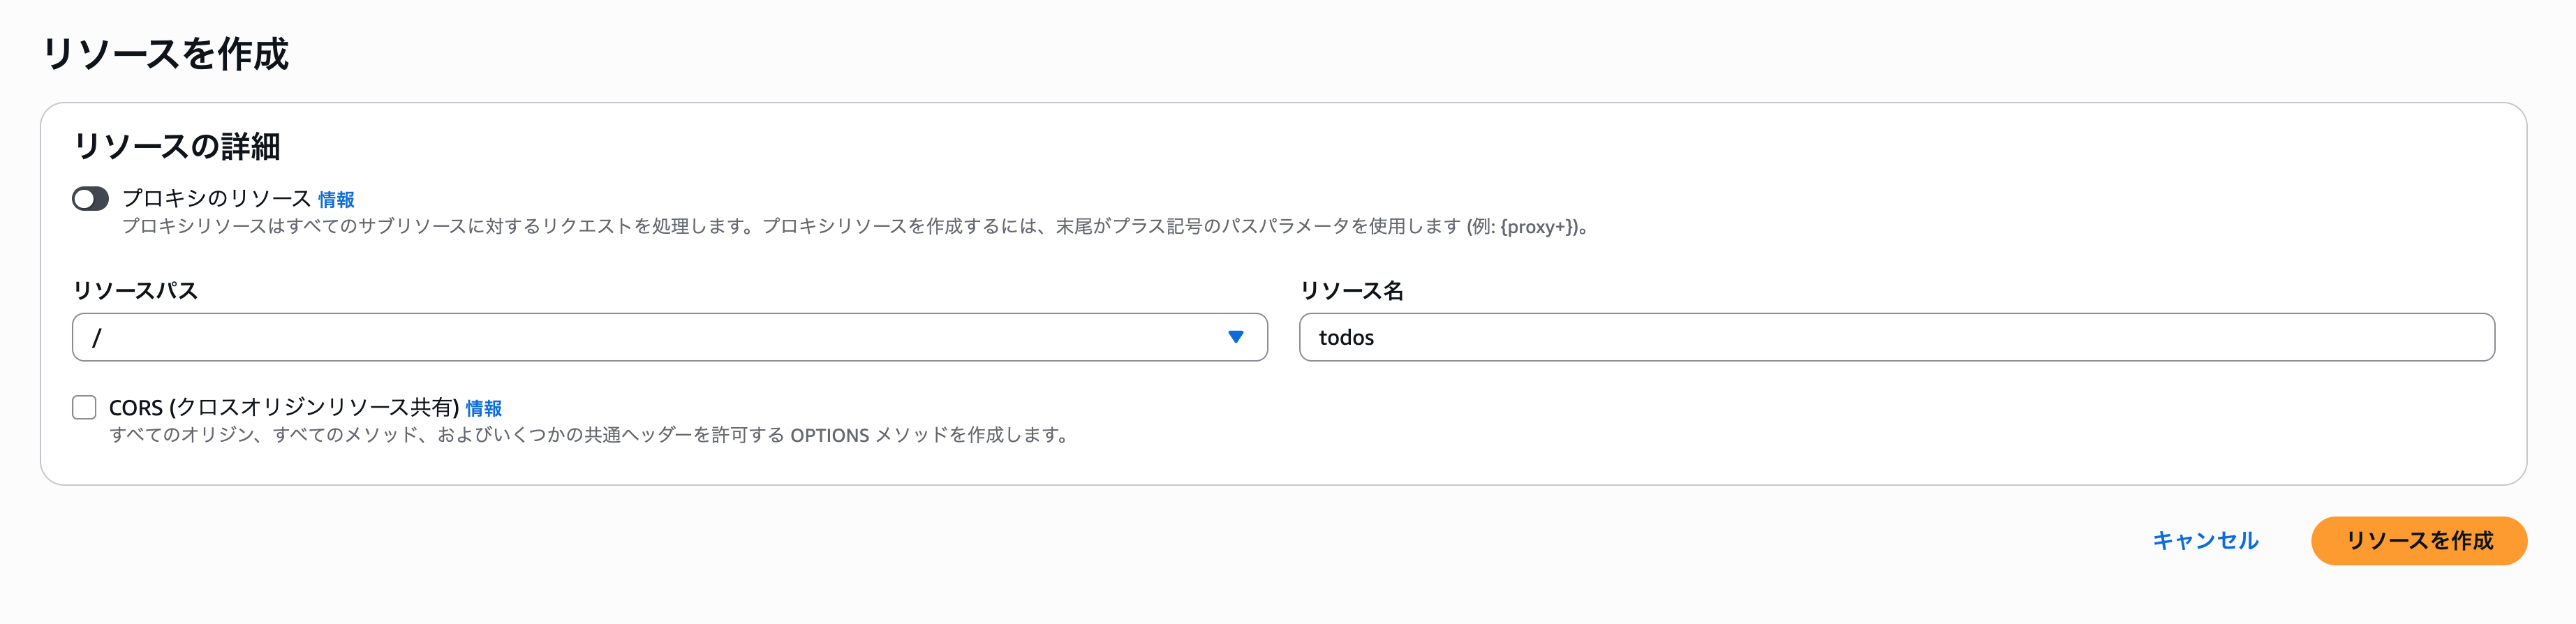 リソースを作成
リソースの詳細
プロキシのリソース 情報
プロキシリソースはすべてのサブリソースに対するリクエストを処理します。プロキシリソースを作成するには、末尾がプラス記号のパスパラメータを使用します (例: {proxy+})。
リソースパス
/
リソース名
todos
CORS (クロスオリジンリソース共有) 情報
すべてのオリジン、すべてのメソッド、およびいくつかの共通ヘッダーを許可する OPTIONS メソッドを作成します。
キャンセル
リソースを作成